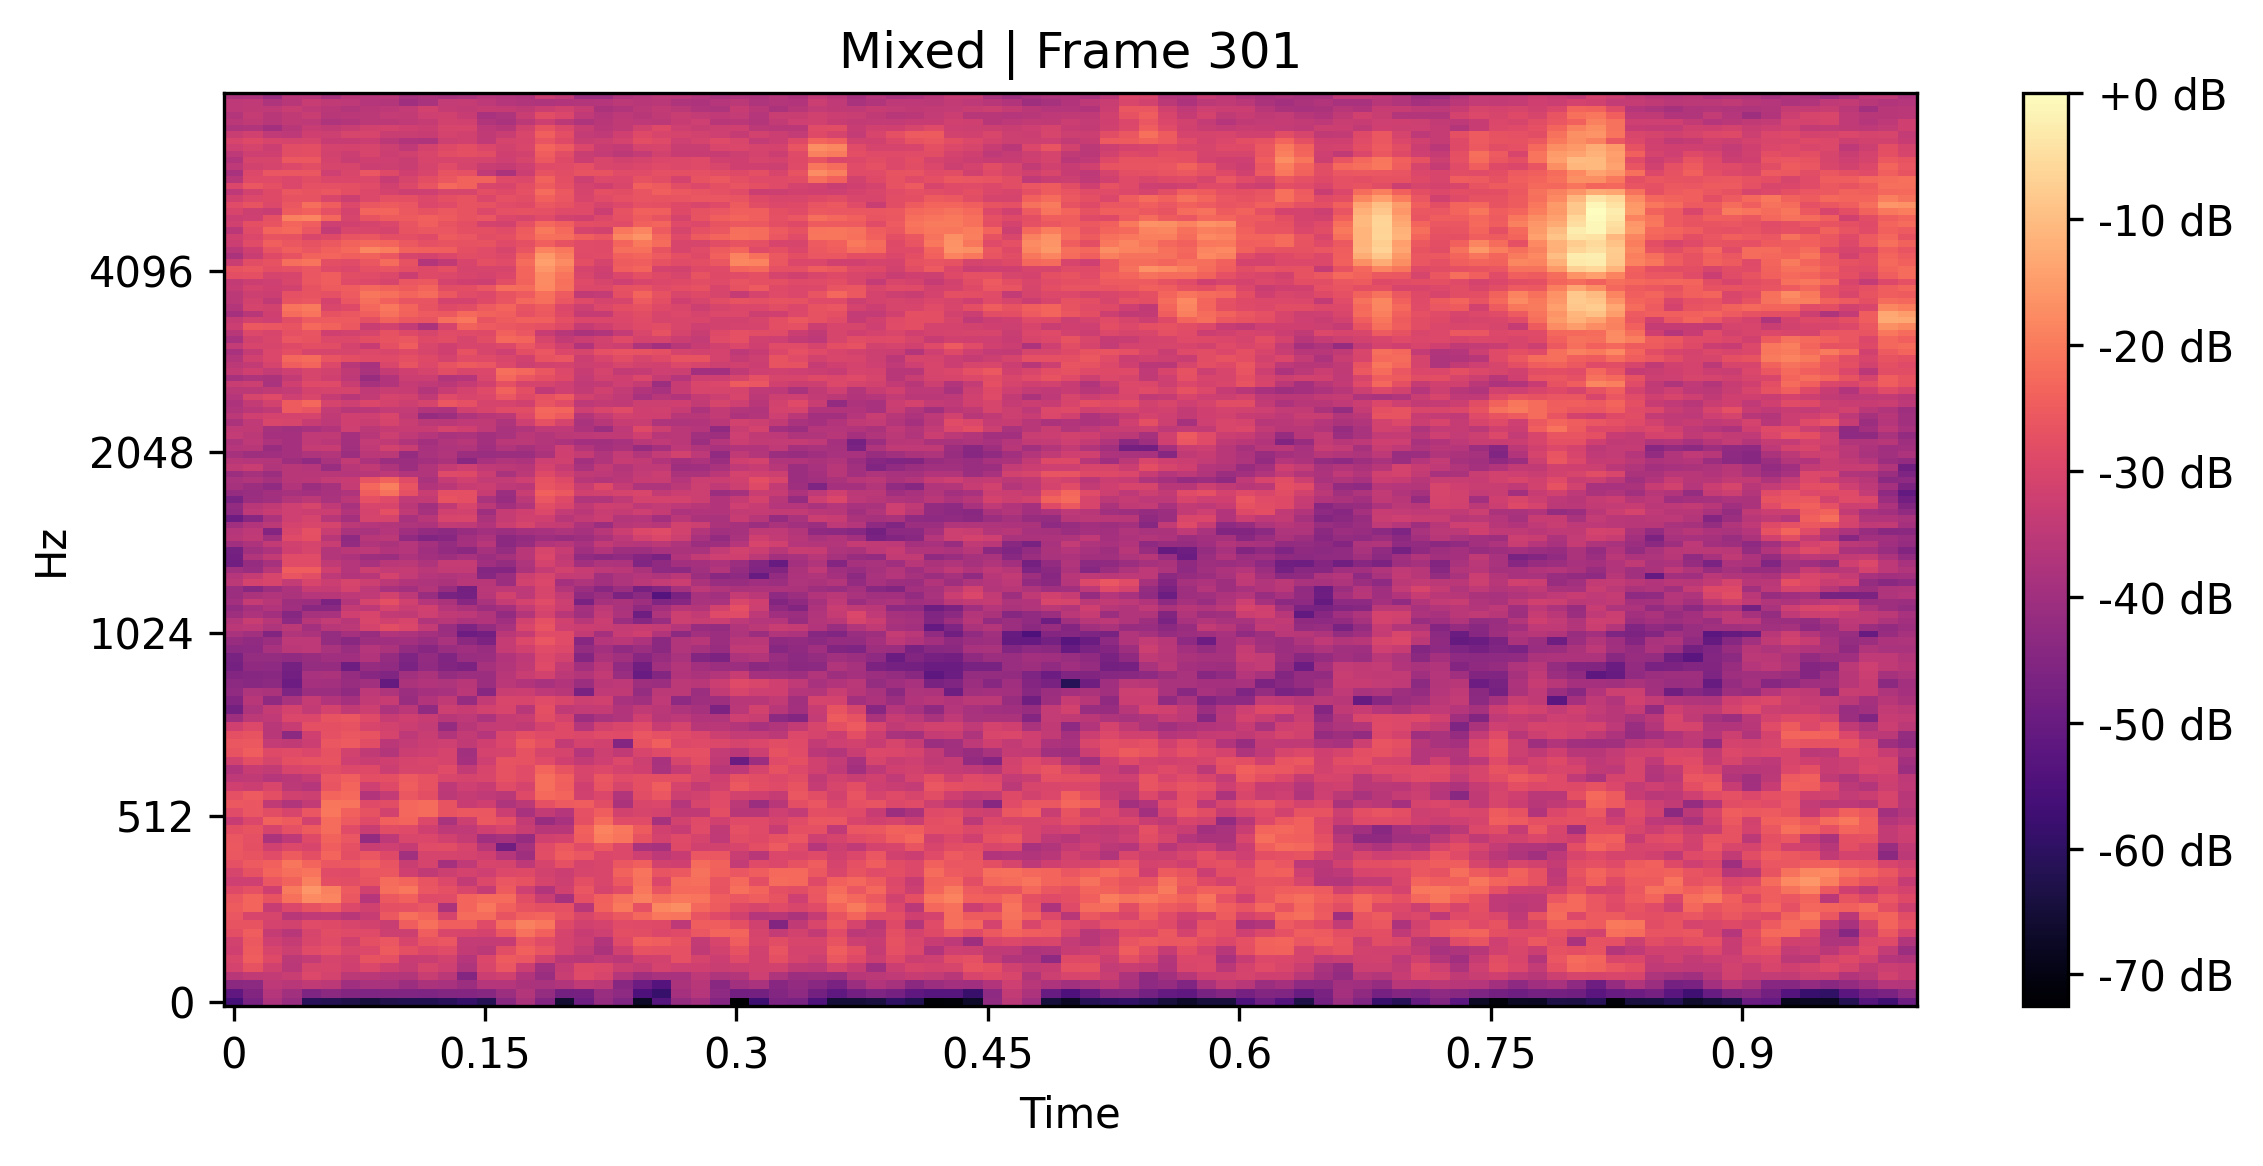 Mixed | Frame 301
+0 dB
-10 dB
-20 dB
-30 dB
-40 dB
-50 dB
-60 dB
-70 dB
Hz
4096
2048
1024
512
0
0 0.15 0.3 0.45 0.6 0.75 0.9
Time